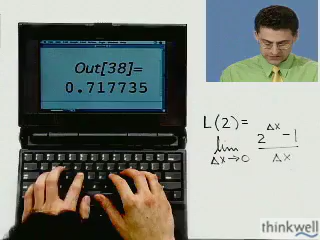 Out[38]=
0.717735
L(2)=
lim Δx→0 2^Δx -1 / Δx
thinkwell